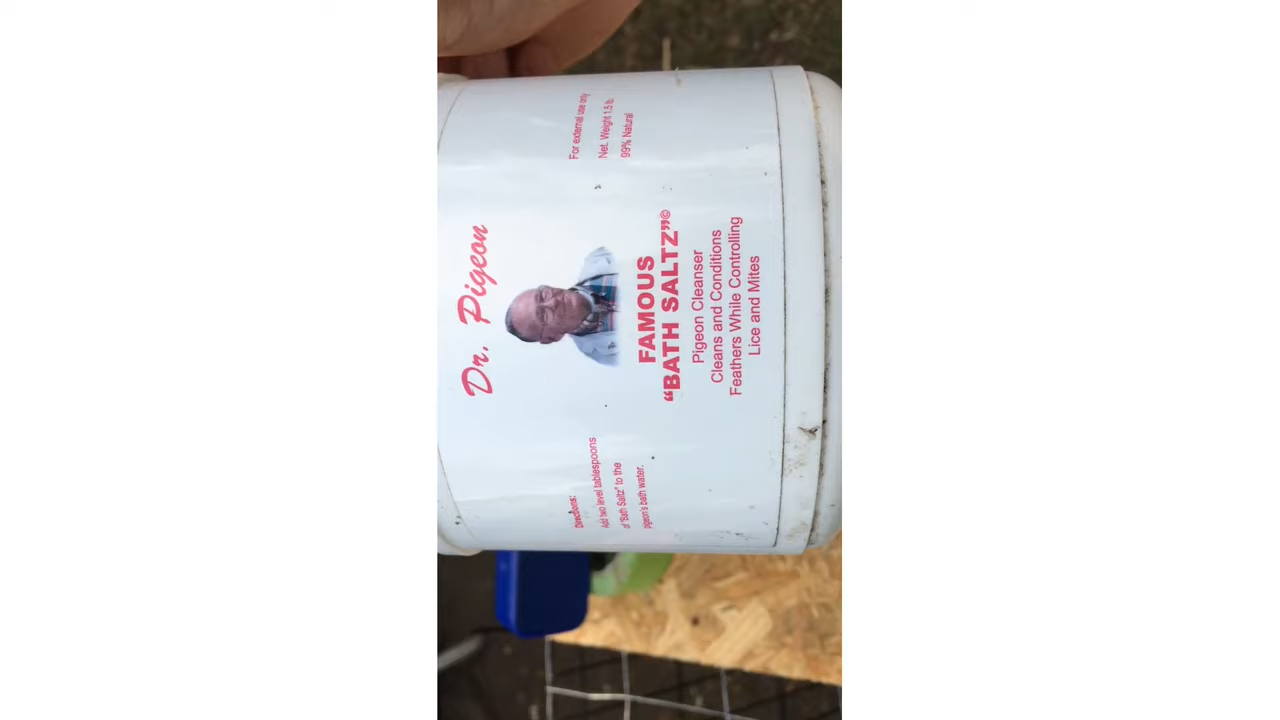 Dr. Pigeon
FAMOUS
“BATH SALTZ”©
Pigeon Cleanser
Cleans and Conditions
Feathers While Controlling
Lice and Mites
Directions:
Add two level tablespoons
of “Bath Saltz” to the
pigeon's bath water.
For external use only
Net. Weight 1.5 lb.
99% Natural